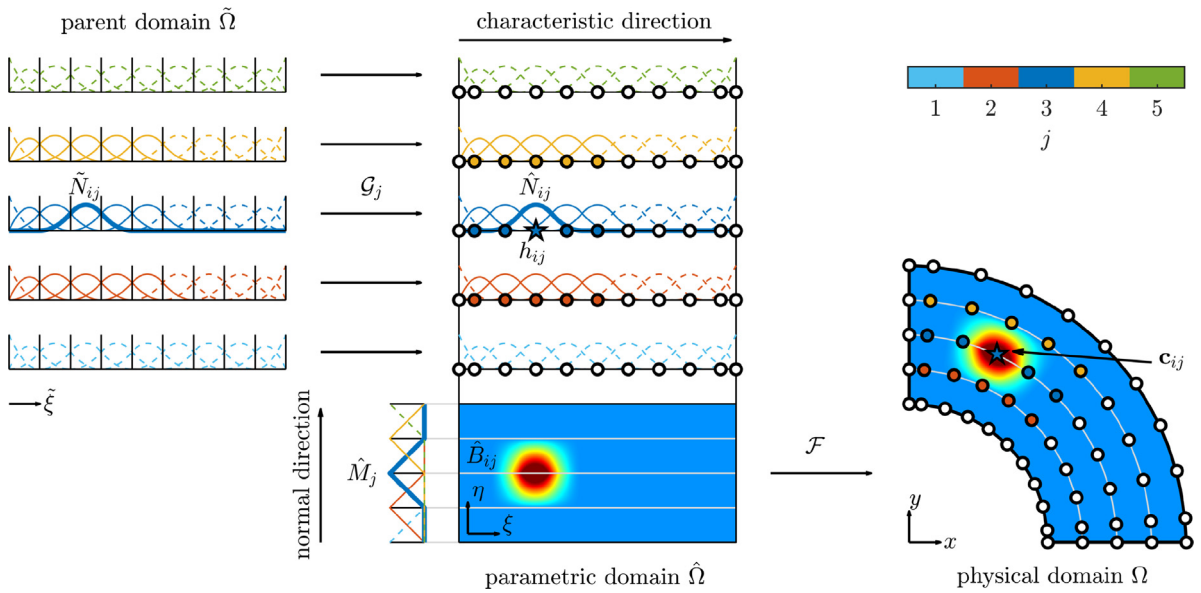 parent domain Ω̃
characteristic direction
1 2 3 4 5
j
Ñ_ij
𝒢_j
N̂_ij
h_ij
c_ij
ξ̃
normal direction
M̂_j
B̂_ij
η
ξ
ℱ
y
x
parametric domain Ω̂
physical domain Ω